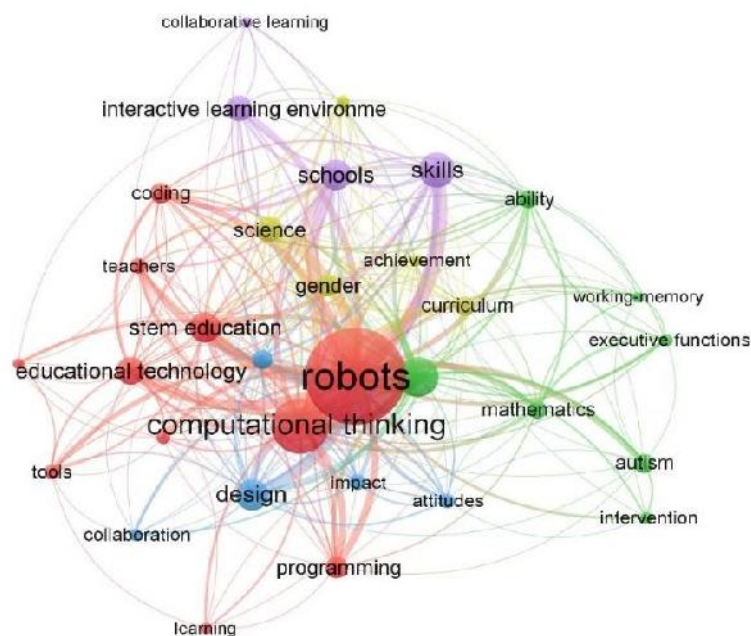 collaborative learning
interactive learning environme
schools
skills
coding
ability
science
teachers
achievement
gender
working-memory
curriculum
stem education
executive functions
educational technology
robots
mathematics
computational thinking
tools
autism
design
impact
attitudes
intervention
collaboration
programming
learning